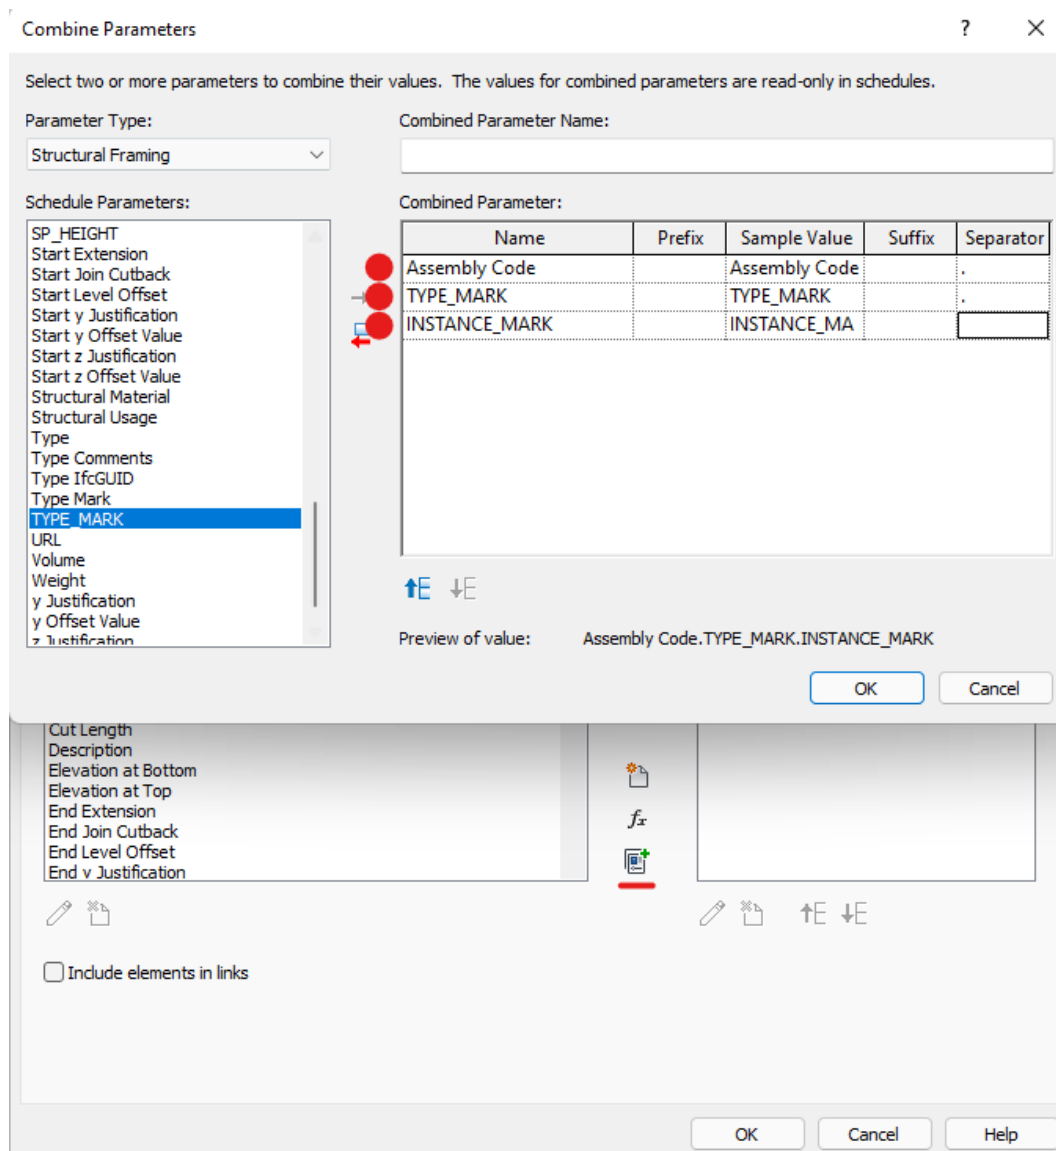 Combine Parameters ? ×
Select two or more parameters to combine their values. The values for combined parameters are read-only in schedules.
Parameter Type:
Structural Framing
Schedule Parameters:
SP_HEIGHT
Start Extension
Start Join Cutback
Start Level Offset
Start y Justification
Start y Offset Value
Start z Justification
Start z Offset Value
Structural Material
Structural Usage
Type
Type Comments
Type IfcGUID
Type Mark
TYPE_MARK
URL
Volume
Weight
y Justification
y Offset Value
z Justification
Combined Parameter Name:
Combined Parameter:
Name Prefix Sample Value Suffix Separator
Assembly Code Assembly Code .
TYPE_MARK TYPE_MARK .
INSTANCE_MARK INSTANCE_MA
Preview of value: Assembly Code.TYPE_MARK.INSTANCE_MARK
OK Cancel
Cut Length
Description
Elevation at Bottom
Elevation at Top
End Extension
End Join Cutback
End Level Offset
End y Justification
fx
Include elements in links
OK Cancel Help